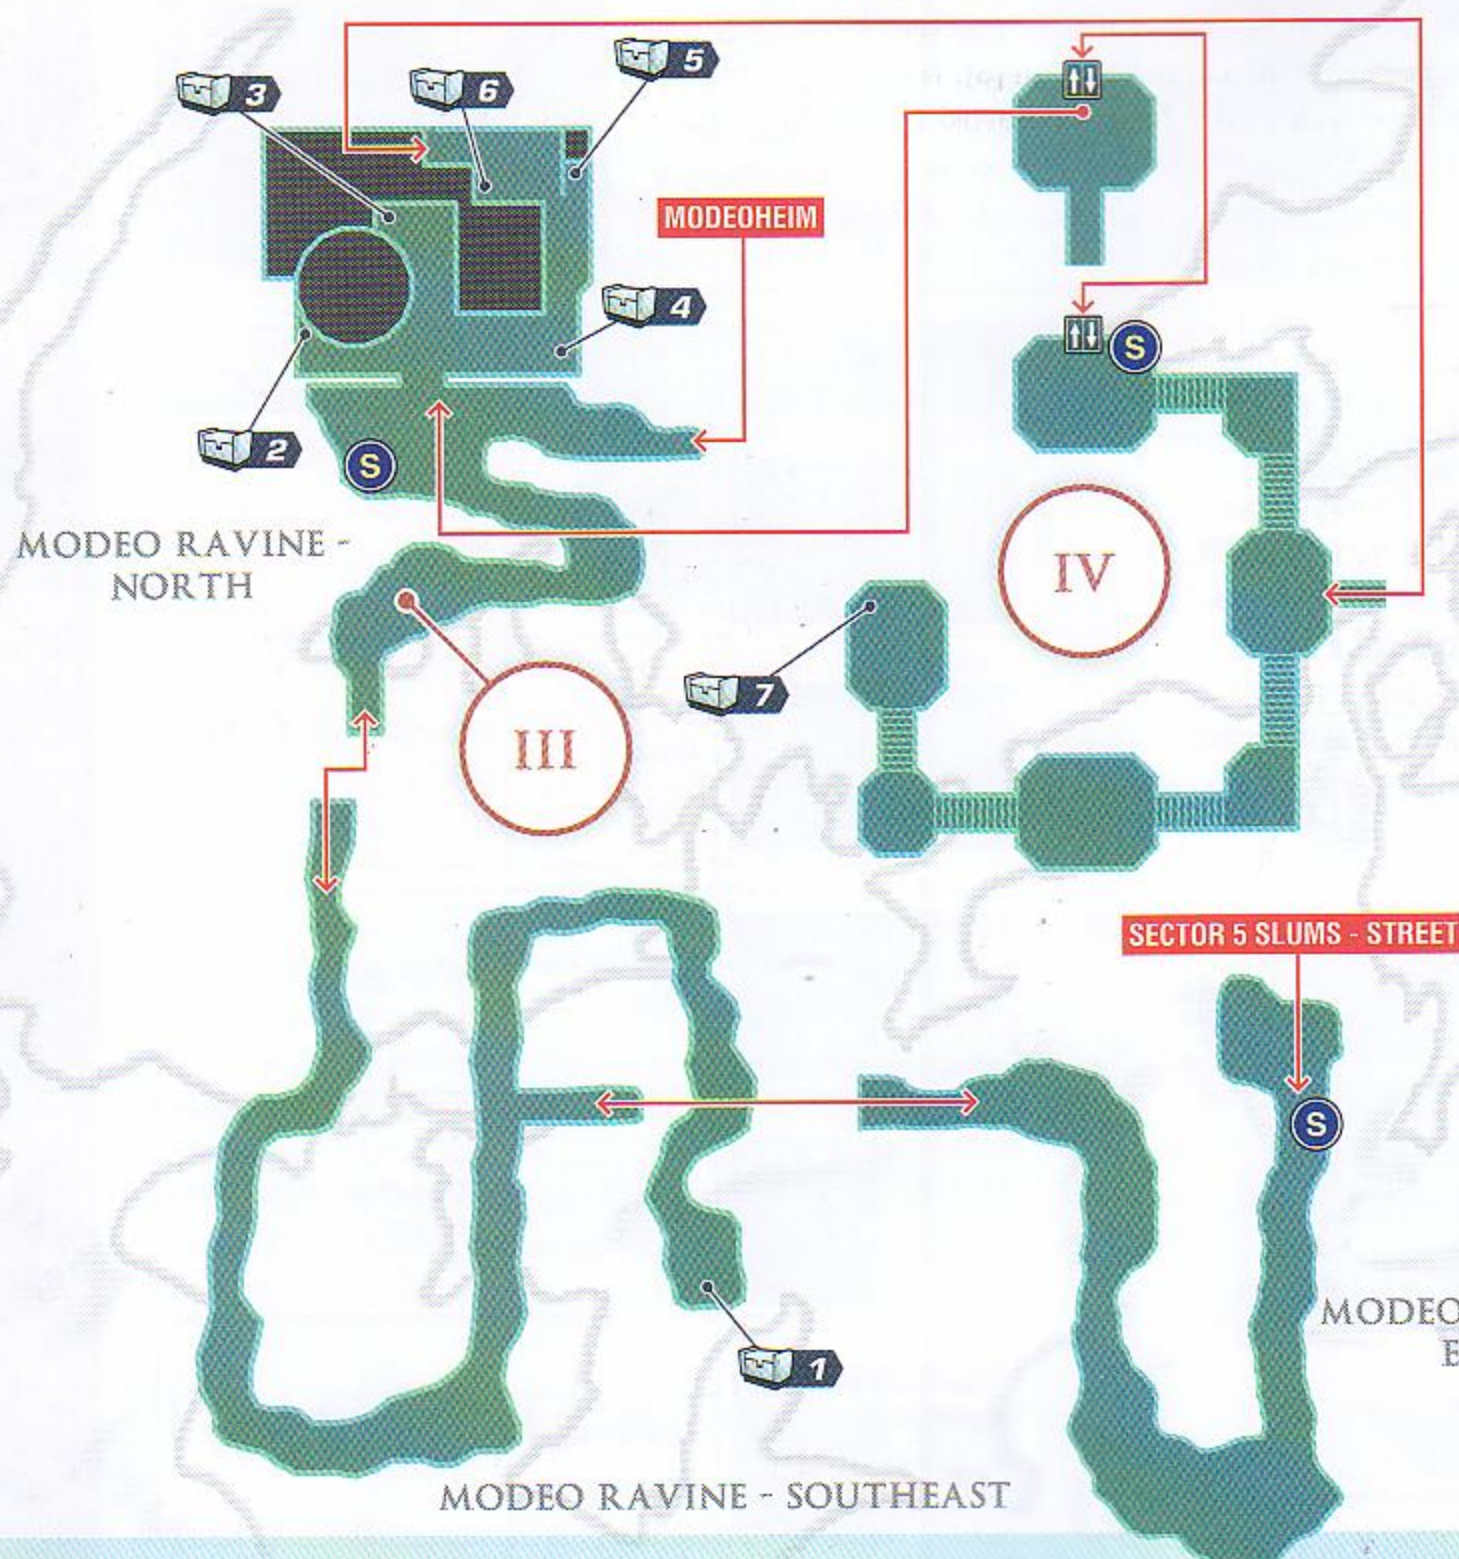 3
6
5
MODEOHEIM
4
S
2
S
MODEO RAVINE -
NORTH
IV
7
III
SECTOR 5 SLUMS - STREET
S
MODEO
E
1
MODEO RAVINE - SOUTHEAST